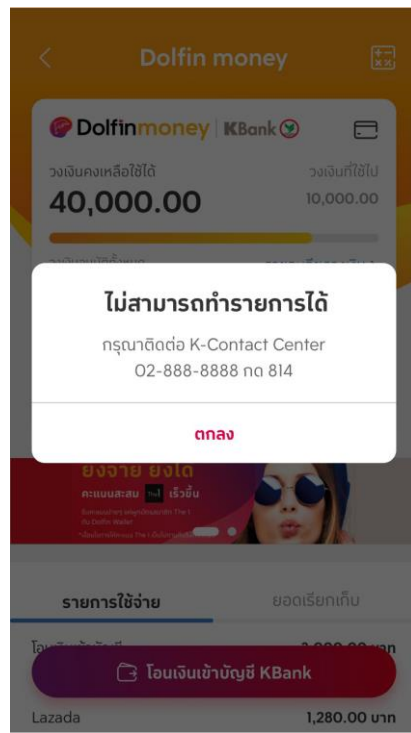 Dolfin money
Dolfinmoney KBank
วงเงินคงเหลือใช้ได้ วงเงินที่ใช้ไป
40,000.00 10,000.00
ไม่สามารถทำรายการได้
กรุณาติดต่อ K-Contact Center
02-888-8888 กด 814
ตกลง
ยิ่งจ่าย ยิ่งได้
คะแนนสะสม The 1 เร็วขึ้น
รายการใช้จ่าย ยอดเรียกเก็บ
โอนเงินเข้าบัญชี KBank
Lazada 1,280.00 บาท